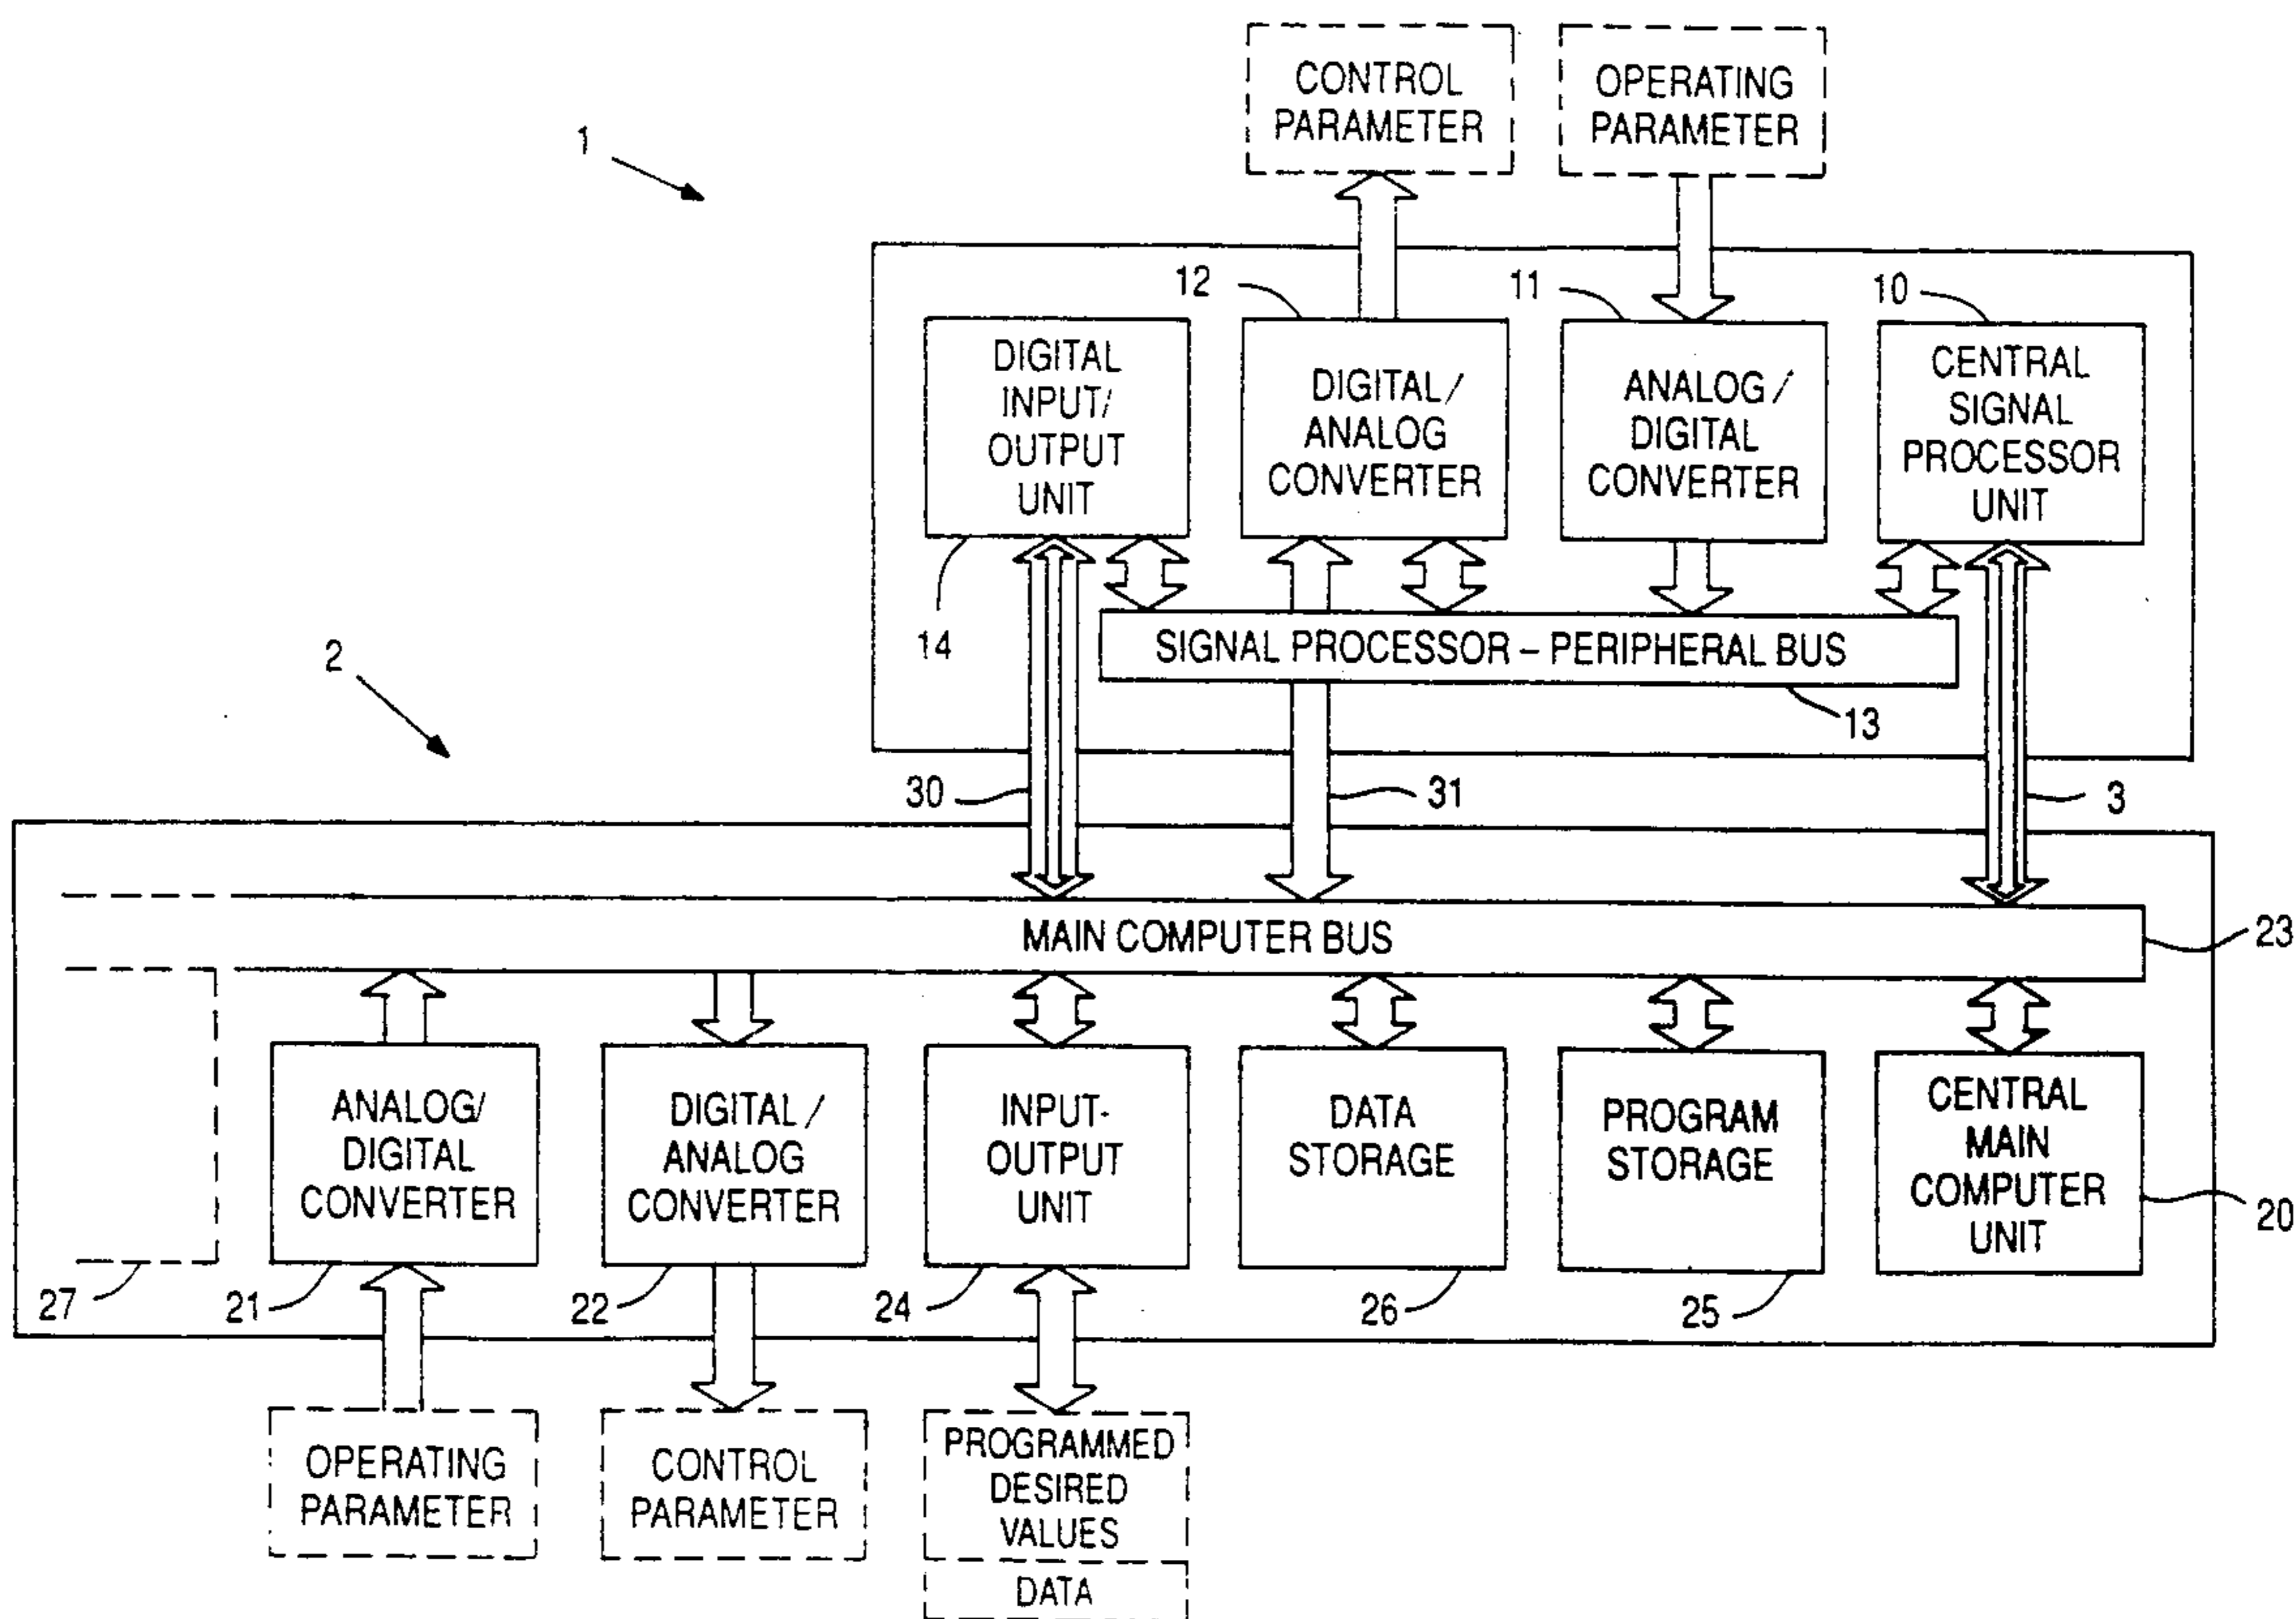 CONTROL
PARAMETER
OPERATING
PARAMETER
1
12
11
10
DIGITAL
INPUT/
OUTPUT
UNIT
DIGITAL/
ANALOG
CONVERTER
ANALOG/
DIGITAL
CONVERTER
CENTRAL
SIGNAL
PROCESSOR
UNIT
14
SIGNAL PROCESSOR – PERIPHERAL BUS
13
2
30
31
3
MAIN COMPUTER BUS
23
ANALOG/
DIGITAL
CONVERTER
DIGITAL/
ANALOG
CONVERTER
INPUT-
OUTPUT
UNIT
DATA
STORAGE
PROGRAM
STORAGE
CENTRAL
MAIN
COMPUTER
UNIT
20
27
21
22
24
26
25
OPERATING
PARAMETER
CONTROL
PARAMETER
PROGRAMMED
DESIRED
VALUES
DATA